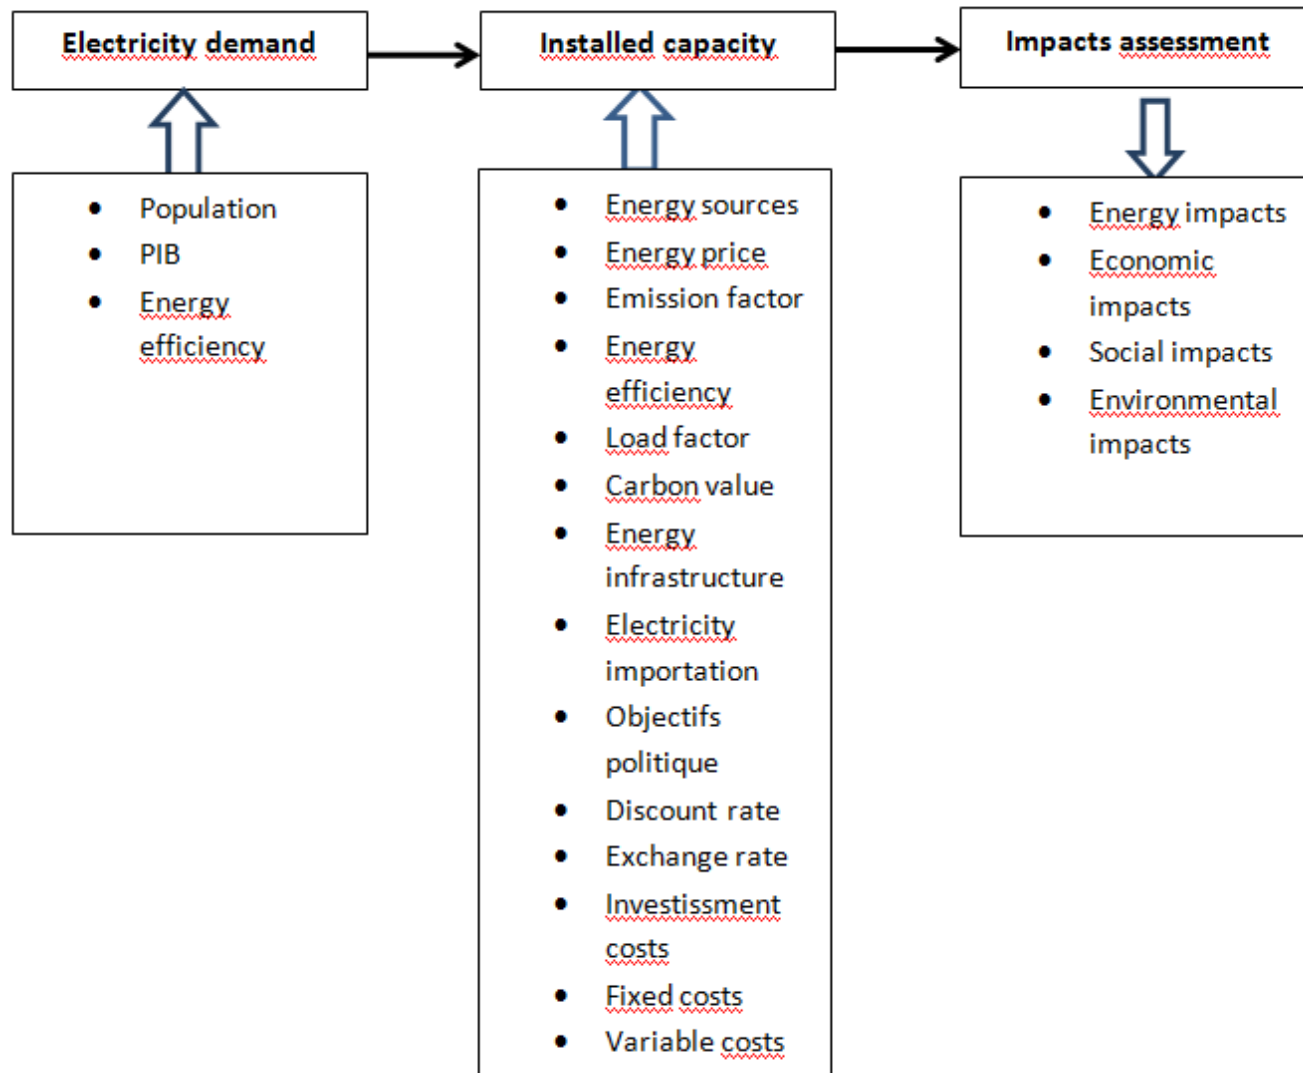 Electricity demand
Installed capacity
Impacts assessment
• Population
• PIB
• Energy
efficiency
• Energy sources
• Energy price
• Emission factor
• Energy
efficiency
• Load factor
• Carbon value
• Energy
infrastructure
• Electricity
importation
• Objectifs
politique
• Discount rate
• Exchange rate
• Investissment
costs
• Fixed costs
• Variable costs
• Energy impacts
• Economic
impacts
• Social impacts
• Environmental
impacts